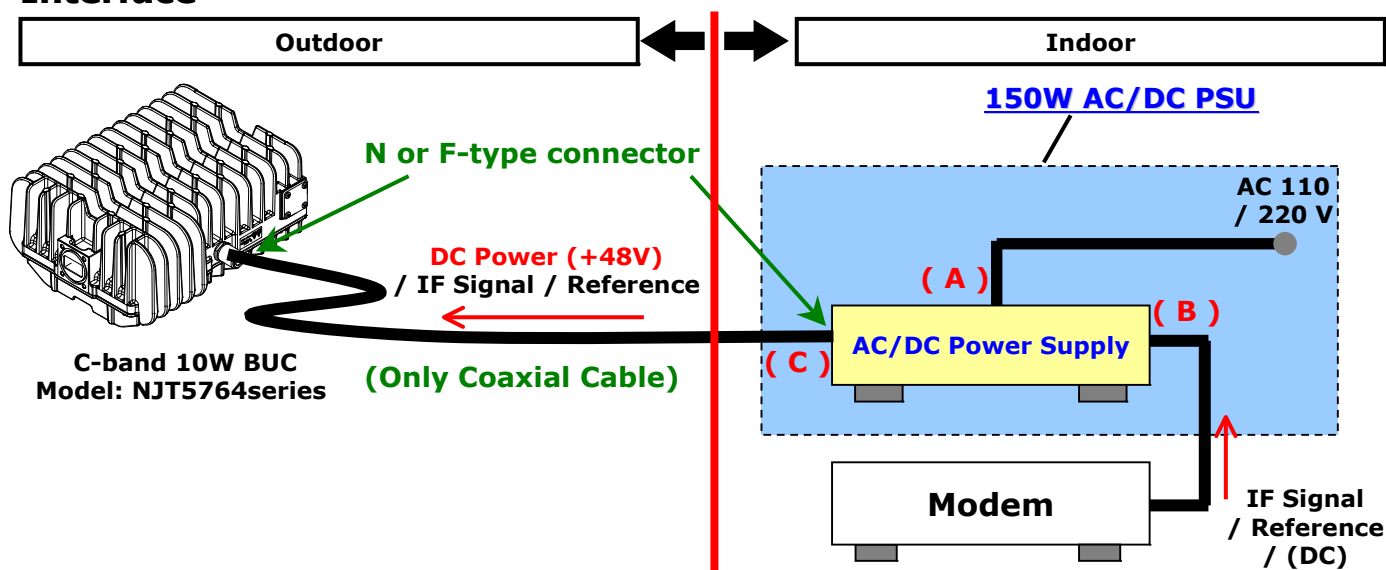 Interface
Outdoor
Indoor
150W AC/DC PSU
N or F-type connector
AC 110
/ 220 V
DC Power (+48V)
/ IF Signal / Reference
( A )
( B )
AC/DC Power Supply
( C )
C-band 10W BUC
Model: NJT5764series
(Only Coaxial Cable)
Modem
IF Signal
/ Reference
/ (DC)